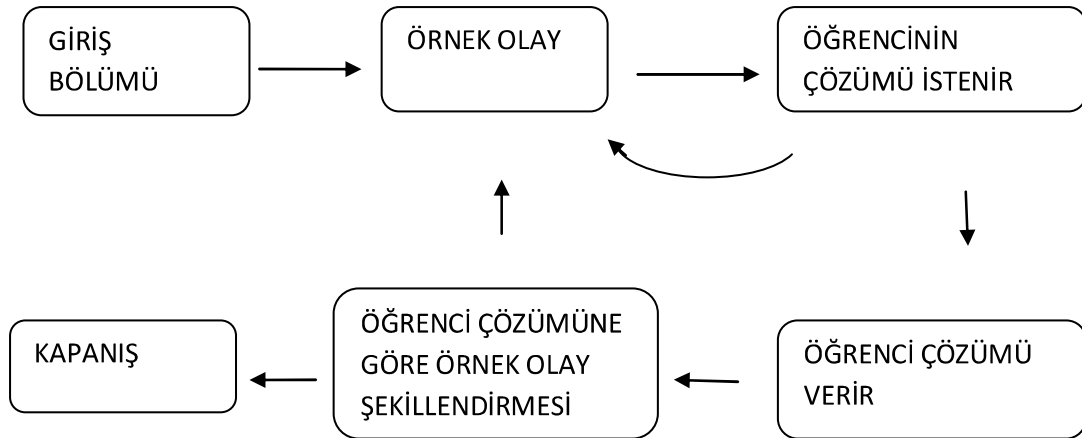 GİRİŞ
BÖLÜMÜ
ÖRNEK OLAY
ÖĞRENCİNİN
ÇÖZÜMÜ İSTENİR
KAPANIŞ
ÖĞRENCİ ÇÖZÜMÜNE
GÖRE ÖRNEK OLAY
ŞEKİLLENDİRMESİ
ÖĞRENCİ ÇÖZÜMÜ
VERİR